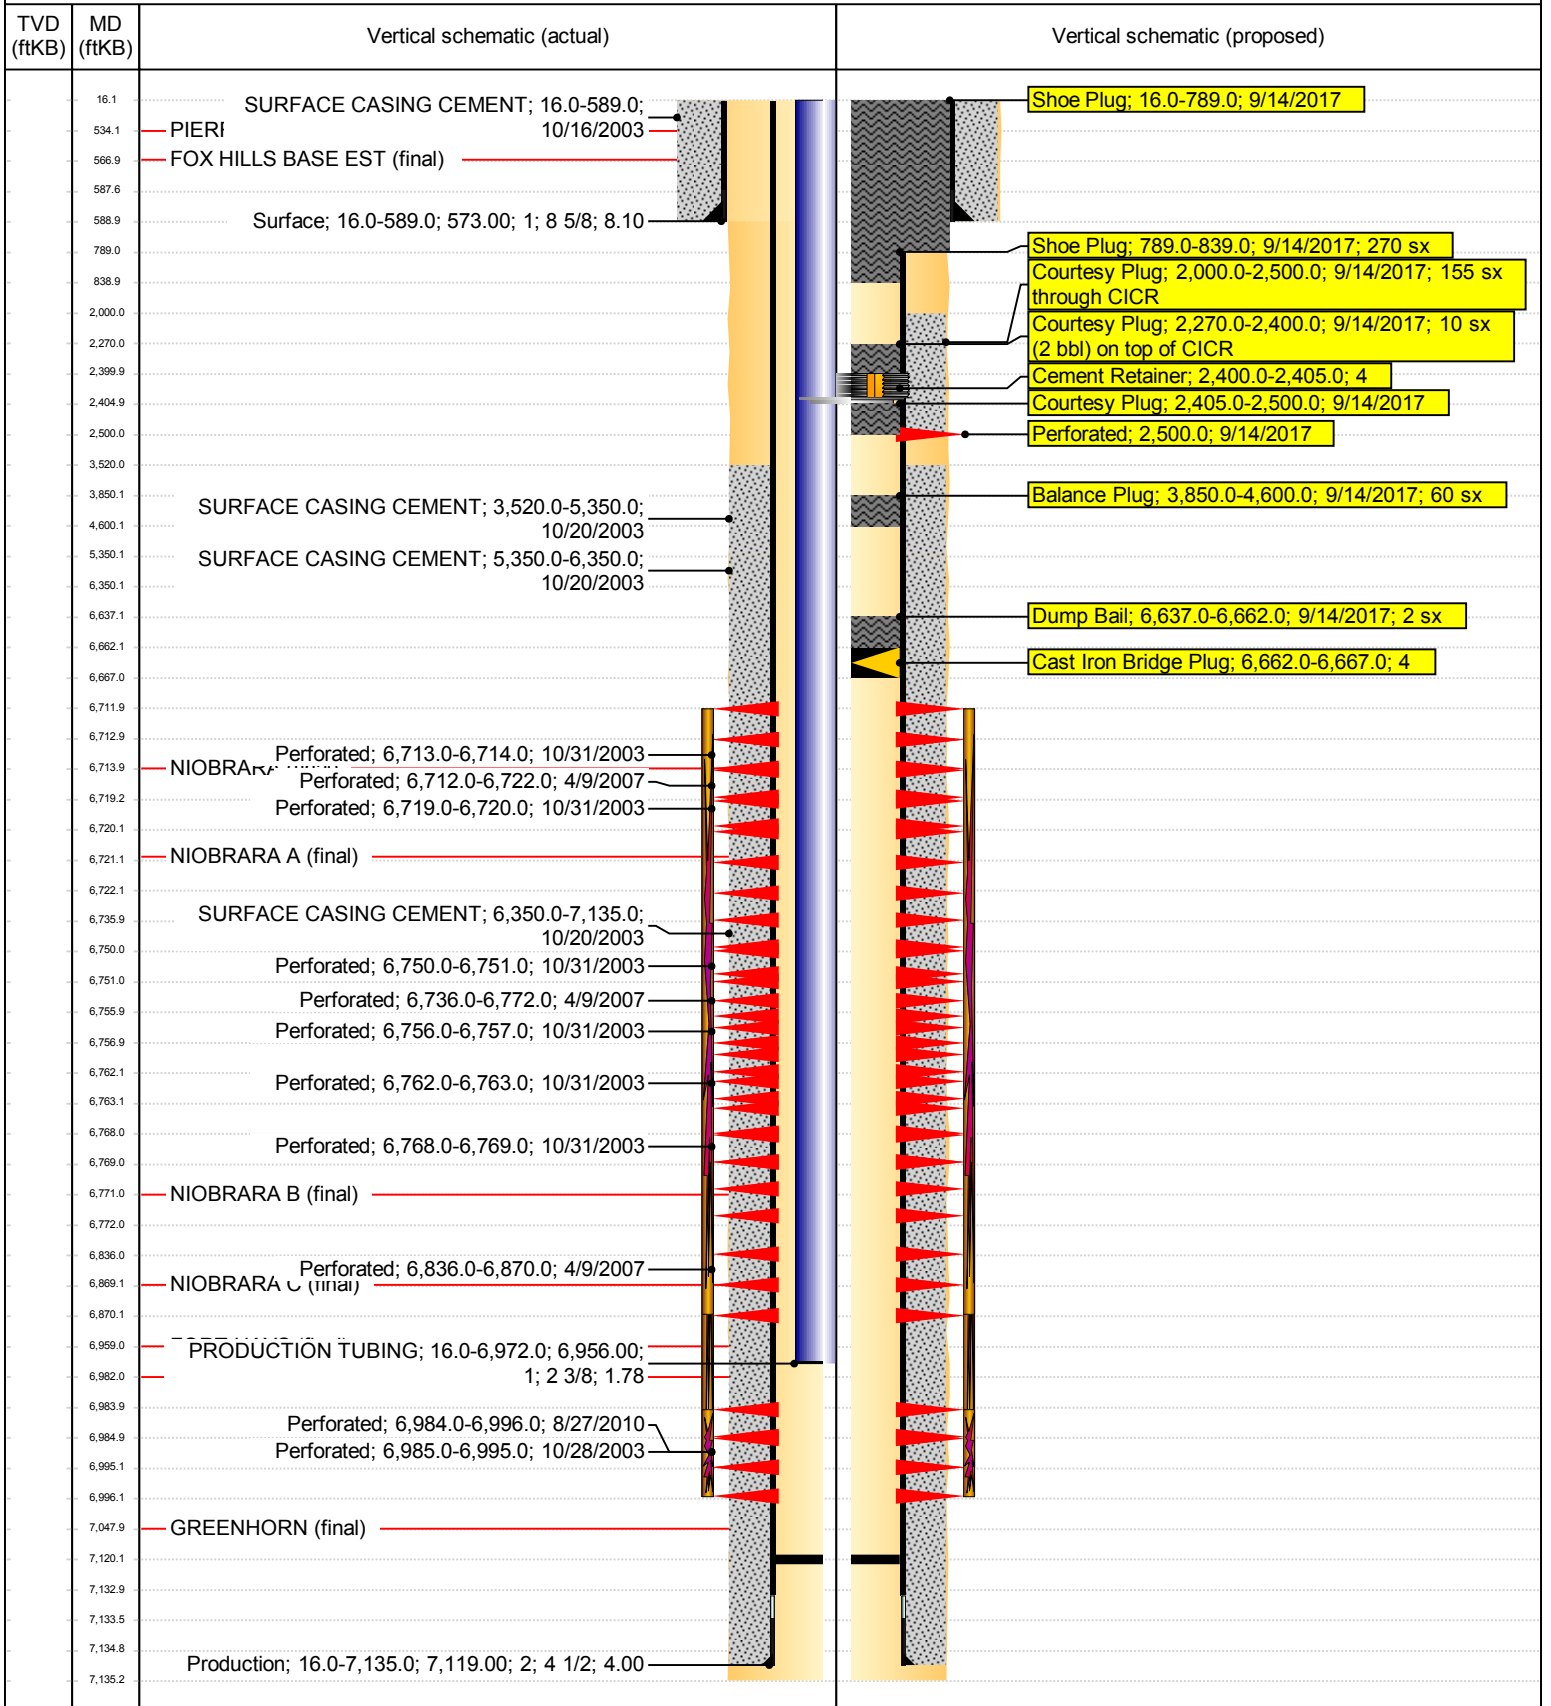 TVD
(ftKB)
MD
(ftKB)
Vertical schematic (actual)
Vertical schematic (proposed)
16.1
534.1
566.9
587.6
588.9
789.0
838.9
2,000.0
2,270.0
2,399.9
2,404.9
2,500.0
3,520.0
3,850.1
4,600.1
5,350.1
6,350.1
6,637.1
6,662.1
6,667.0
6,711.9
6,712.9
6,713.9
6,719.2
6,720.1
6,721.1
6,722.1
6,735.9
6,750.0
6,751.0
6,755.9
6,756.9
6,762.1
6,763.1
6,768.0
6,769.0
6,771.0
6,772.0
6,836.0
6,869.1
6,870.1
6,959.0
6,982.0
6,983.9
6,984.9
6,995.1
6,996.1
7,047.9
7,120.1
7,132.9
7,133.5
7,134.8
7,135.2
SURFACE CASING CEMENT; 16.0-589.0;
10/16/2003
FOX HILLS BASE EST (final)
Surface; 16.0-589.0; 573.00; 1; 8 5/8; 8.10
SURFACE CASING CEMENT; 3,520.0-5,350.0;
10/20/2003
SURFACE CASING CEMENT; 5,350.0-6,350.0;
10/20/2003
Perforated; 6,713.0-6,714.0; 10/31/2003
NIOBRARA
Perforated; 6,712.0-6,722.0; 4/9/2007
Perforated; 6,719.0-6,720.0; 10/31/2003
NIOBRARA A (final)
SURFACE CASING CEMENT; 6,350.0-7,135.0;
10/20/2003
Perforated; 6,750.0-6,751.0; 10/31/2003
Perforated; 6,736.0-6,772.0; 4/9/2007
Perforated; 6,756.0-6,757.0; 10/31/2003
Perforated; 6,762.0-6,763.0; 10/31/2003
Perforated; 6,768.0-6,769.0; 10/31/2003
NIOBRARA B (final)
Perforated; 6,836.0-6,870.0; 4/9/2007
NIOBRARA C (final)
PRODUCTION TUBING; 16.0-6,972.0; 6,956.00;
1; 2 3/8; 1.78
Perforated; 6,984.0-6,996.0; 8/27/2010
Perforated; 6,985.0-6,995.0; 10/28/2003
GREENHORN (final)
Production; 16.0-7,135.0; 7,119.00; 2; 4 1/2; 4.00
Shoe Plug; 16.0-789.0; 9/14/2017
Shoe Plug; 789.0-839.0; 9/14/2017; 270 sx
Courtesy Plug; 2,000.0-2,500.0; 9/14/2017; 155 sx
through CICR
Courtesy Plug; 2,270.0-2,400.0; 9/14/2017; 10 sx
(2 bbl) on top of CICR
Cement Retainer; 2,400.0-2,405.0; 4
Courtesy Plug; 2,405.0-2,500.0; 9/14/2017
Perforated; 2,500.0; 9/14/2017
Balance Plug; 3,850.0-4,600.0; 9/14/2017; 60 sx
Dump Bail; 6,637.0-6,662.0; 9/14/2017; 2 sx
Cast Iron Bridge Plug; 6,662.0-6,667.0; 4